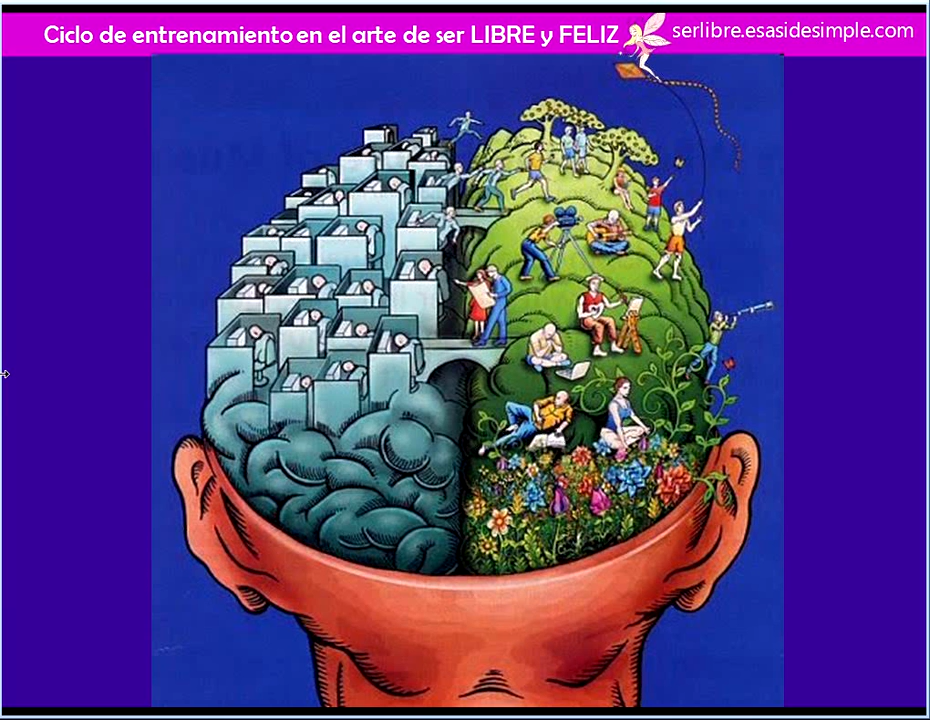 Ciclo de entrenamiento en el arte de ser LIBRE y FELIZ
serlibre.esasidesimple.com